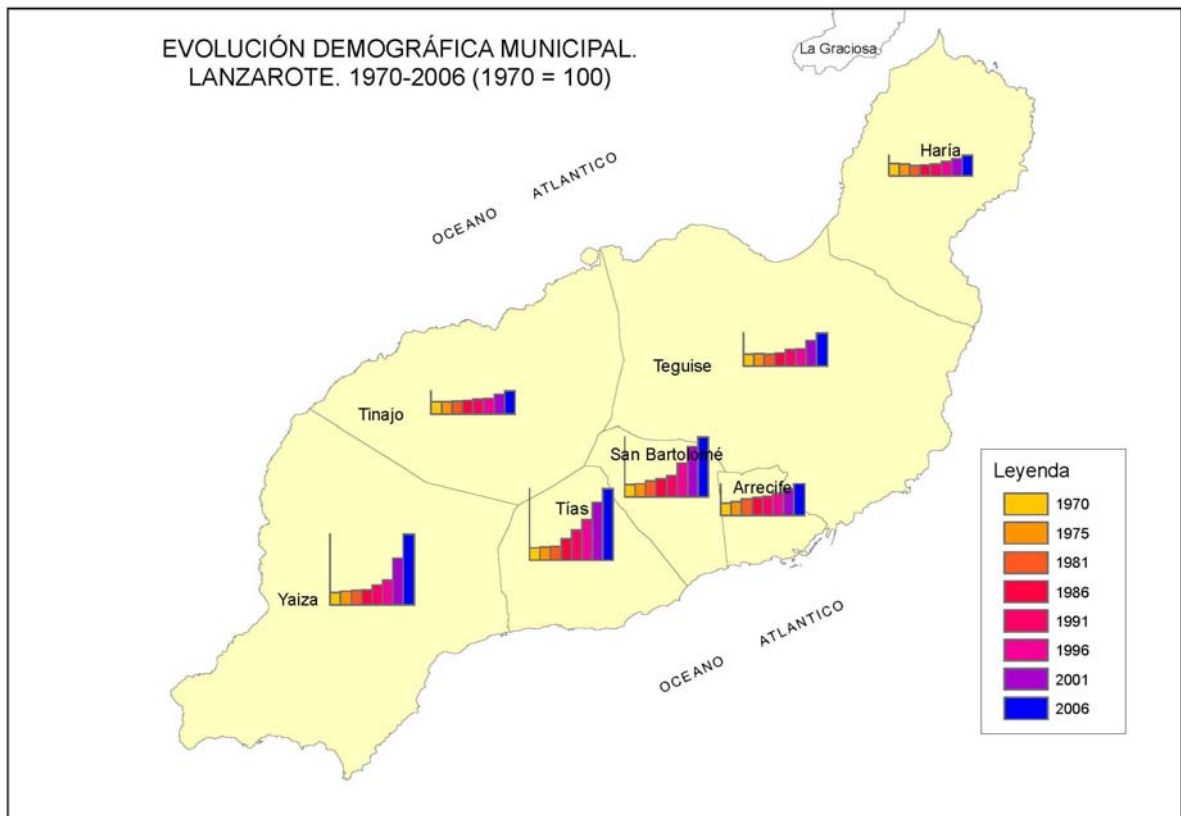 EVOLUCIÓN DEMOGRÁFICA MUNICIPAL.
LANZAROTE. 1970-2006 (1970 = 100)
La Graciosa
Haría
OCEANO ATLANTICO
Teguise
Tinajo
San Bartolomé
Arrecife
Tías
Yaiza
OCEANO ATLANTICO
Leyenda
1970
1975
1981
1986
1991
1996
2001
2006